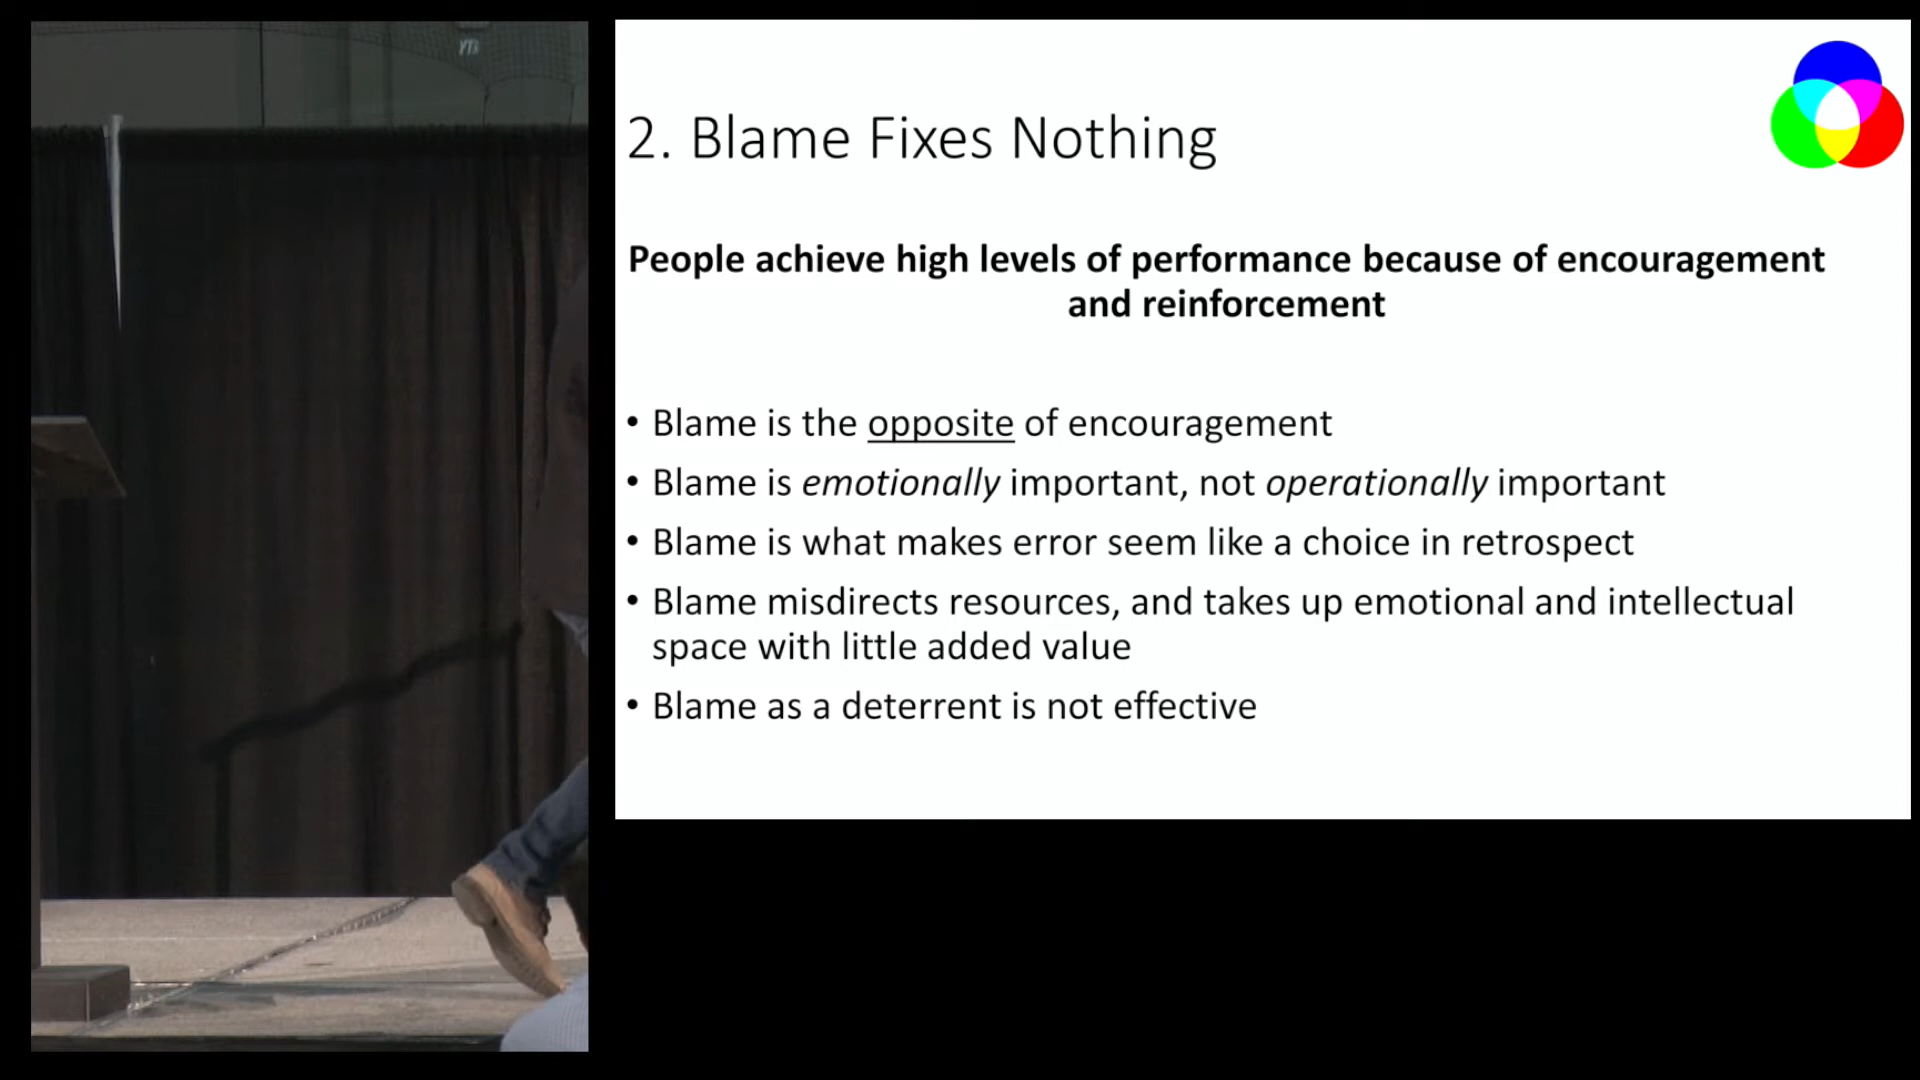 2. Blame Fixes Nothing
People achieve high levels of performance because of encouragement
and reinforcement
• Blame is the opposite of encouragement
• Blame is emotionally important, not operationally important
• Blame is what makes error seem like a choice in retrospect
• Blame misdirects resources, and takes up emotional and intellectual
space with little added value
• Blame as a deterrent is not effective